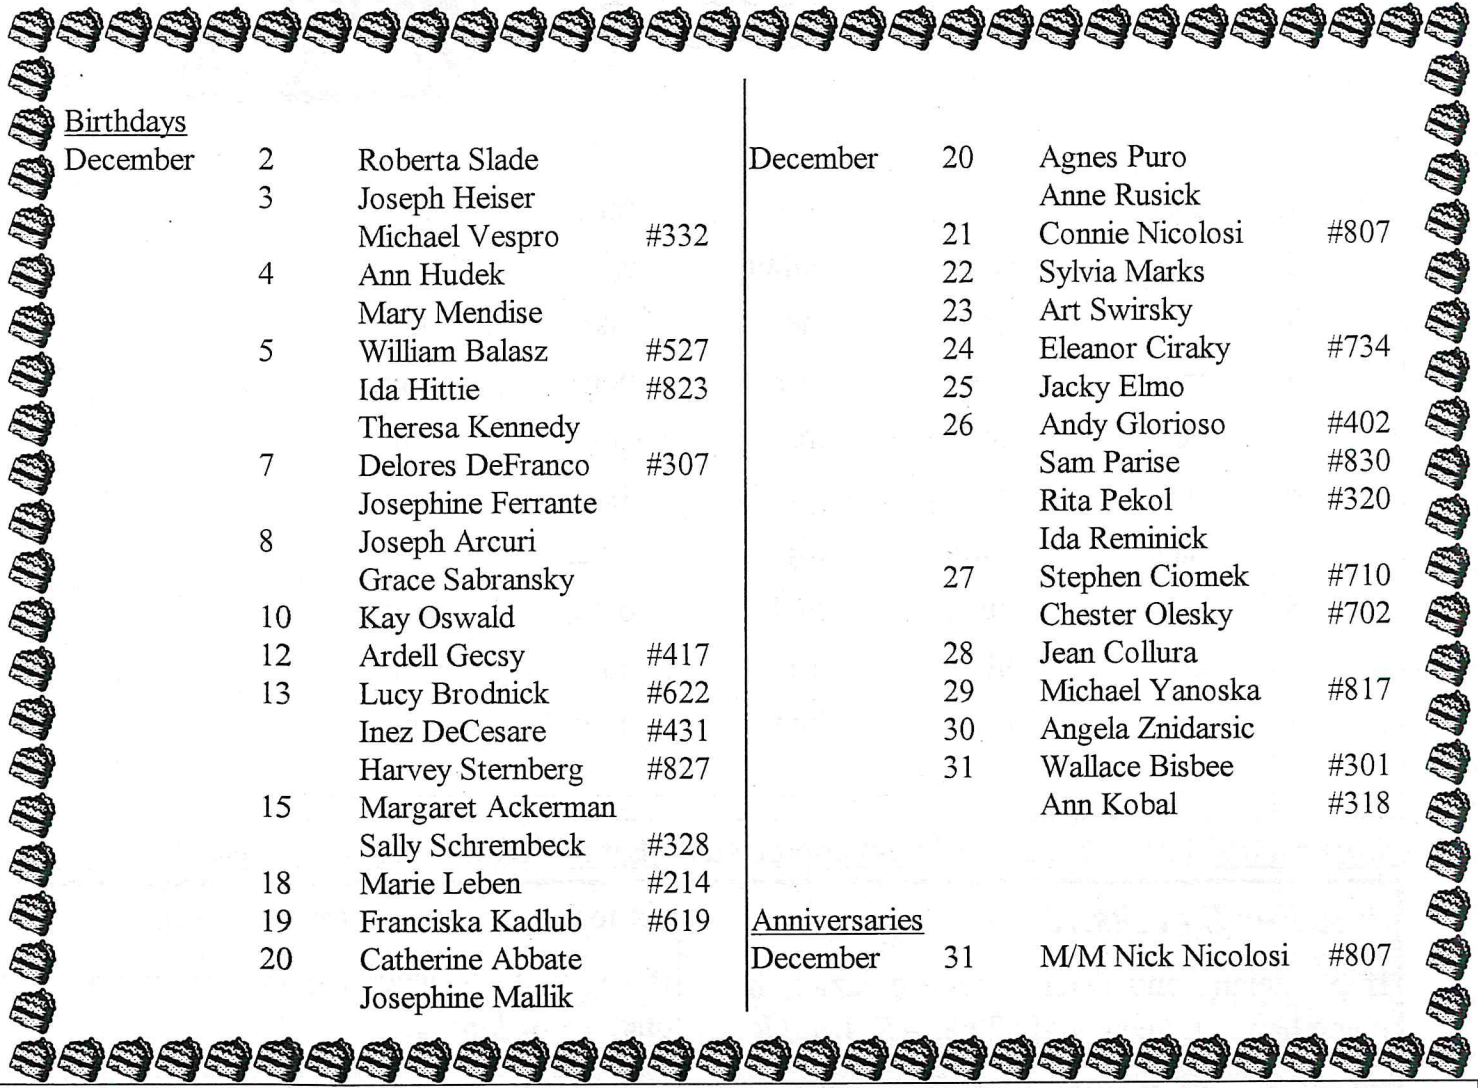 Birthdays
December 2 Roberta Slade
3 Joseph Heiser
Michael Vespro #332
4 Ann Hudek
Mary Mendise
5 William Balasz #527
Ida Hittie #823
Theresa Kennedy
7 Delores DeFranco #307
Josephine Ferrante
8 Joseph Arcuri
Grace Sabransky
10 Kay Oswald
12 Ardell Gecsy #417
13 Lucy Brodnick #622
Inez DeCesare #431
Harvey Sternberg #827
15 Margaret Ackerman
Sally Schrembeck #328
18 Marie Leben #214
19 Franciska Kadlub #619
20 Catherine Abbate
Josephine Mallik
December 20 Agnes Puro
Anne Rusick
21 Connie Nicolosi #807
22 Sylvia Marks
23 Art Swirsky
24 Eleanor Ciraky #734
25 Jacky Elmo
26 Andy Glorioso #402
Sam Parise #830
Rita Pekol #320
Ida Reminick
27 Stephen Ciomek #710
Chester Olesky #702
28 Jean Collura
29 Michael Yanoska #817
30 Angela Znidarsic
31 Wallace Bisbee #301
Ann Kobal #318
Anniversaries
December 31 M/M Nick Nicolosi #807